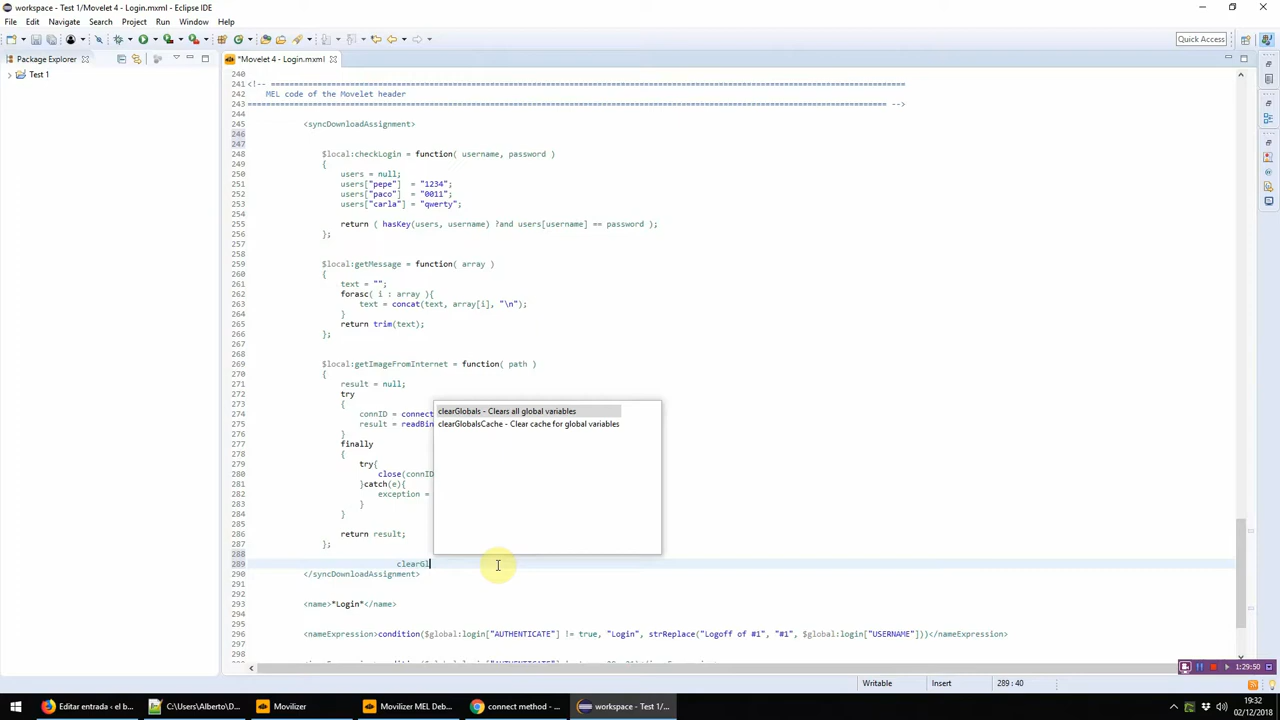 workspace - Test 1/Movelet 4 - Login.mxml - Eclipse IDE
File Edit Navigate Search Project Run Window Help
Quick Access
Package Explorer
*Movelet 4 - Login.mxml
Test 1
240
241 <!-- ====================================================================================================
242 MEL code of the Movelet header
243 ==================================================================================================== -->
244
245 <syncDownloadAssignment>
246
247
248 $local:checkLogin = function( username, password )
249 {
250 users = null;
251 users["pepe"] = "1234";
252 users["paco"] = "0011";
253 users["carla"] = "qwerty";
254
255 return ( hasKey(users, username) ?and users[username] == password );
256 };
257
258
259 $local:getMessage = function( array )
260 {
261 text = "";
262 forasc( i : array ){
263 text = concat(text, array[i], "\n");
264 }
265 return trim(text);
266 };
267
268
269 $local:getImageFromInternet = function( path )
270 {
271 result = null;
272 try
273 {
274 connID = connect
275 result = readBin
276 }
277 finally
278 {
279 try{
280 close(connID
281 }catch(e){
282 exception =
283 }
284 }
285
286 return result;
287 };
288
289 clearGl
290 </syncDownloadAssignment>
291
292
293 <name>"Login"</name>
294
295
296 <nameExpression>condition($global:login["AUTHENTICATE"] != true, "Login", strReplace("Logoff of #1", "#1", $global:login["USERNAME"]))</nameExpression>
297
298
clearGlobals - Clears all global variables
clearGlobalsCache - Clear cache for global variables
1:29:50
Writable Insert 289 : 40
Editar entrada ‹ el b...
C:\Users\Alberto\D...
Movilizer
Movilizer MEL Deb...
connect method - ...
workspace - Test 1/...
19:32
02/12/2018